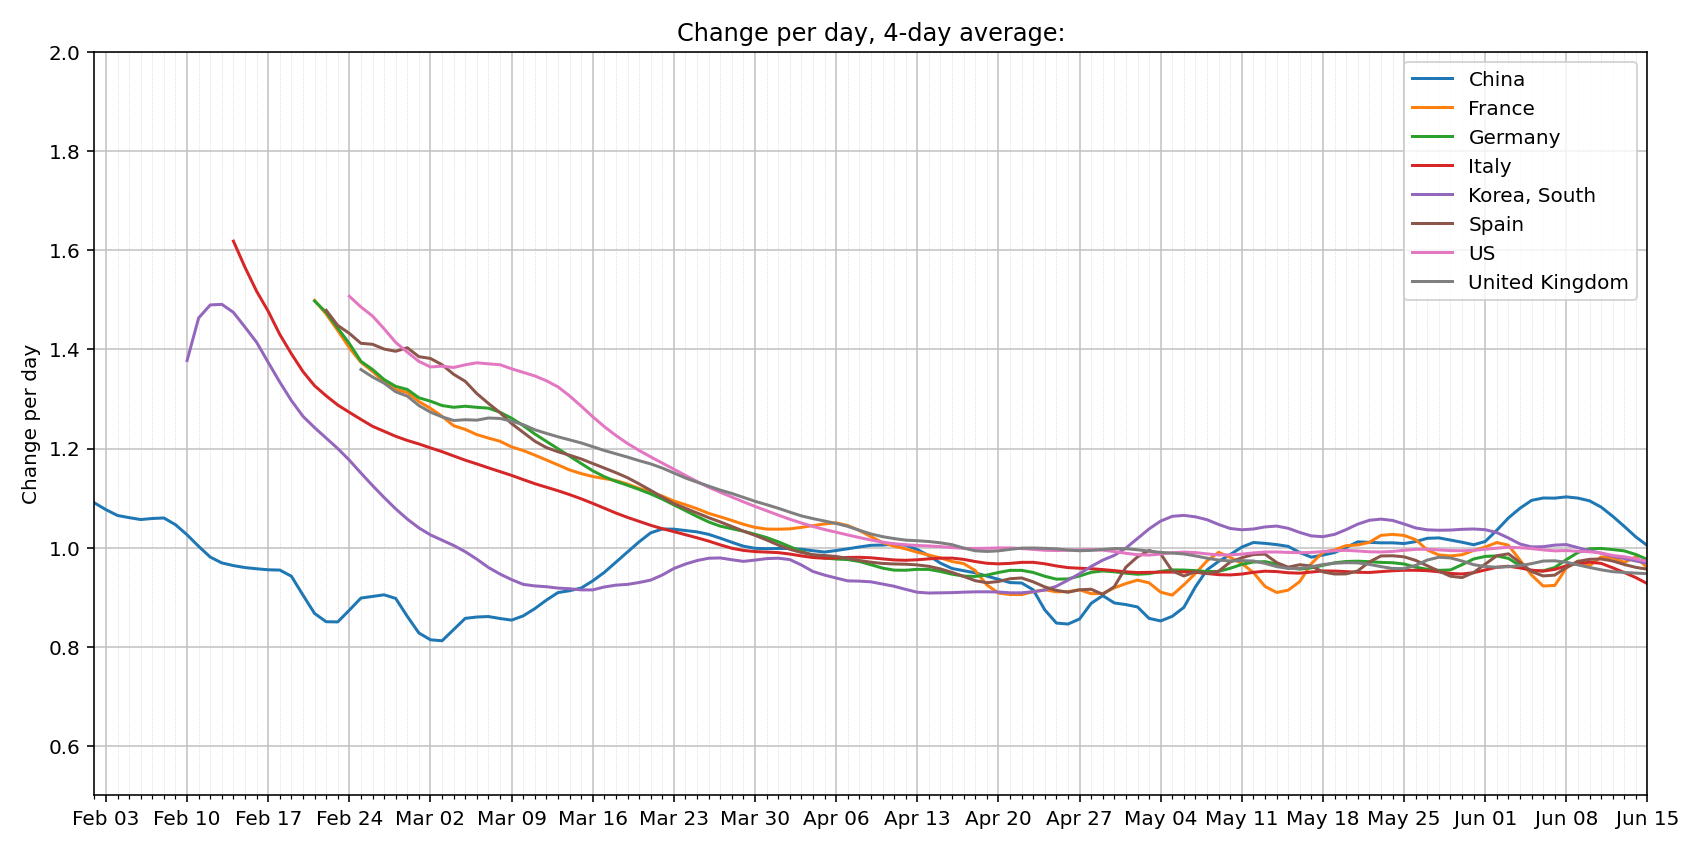 Change per day, 4-day average:
2.0
1.8
1.6
1.4
1.2
1.0
0.8
0.6
Change per day
China
France
Germany
Italy
Korea, South
Spain
US
United Kingdom
Feb 03 Feb 10 Feb 17 Feb 24 Mar 02 Mar 09 Mar 16 Mar 23 Mar 30 Apr 06 Apr 13 Apr 20 Apr 27 May 04 May 11 May 18 May 25 Jun 01 Jun 08 Jun 15